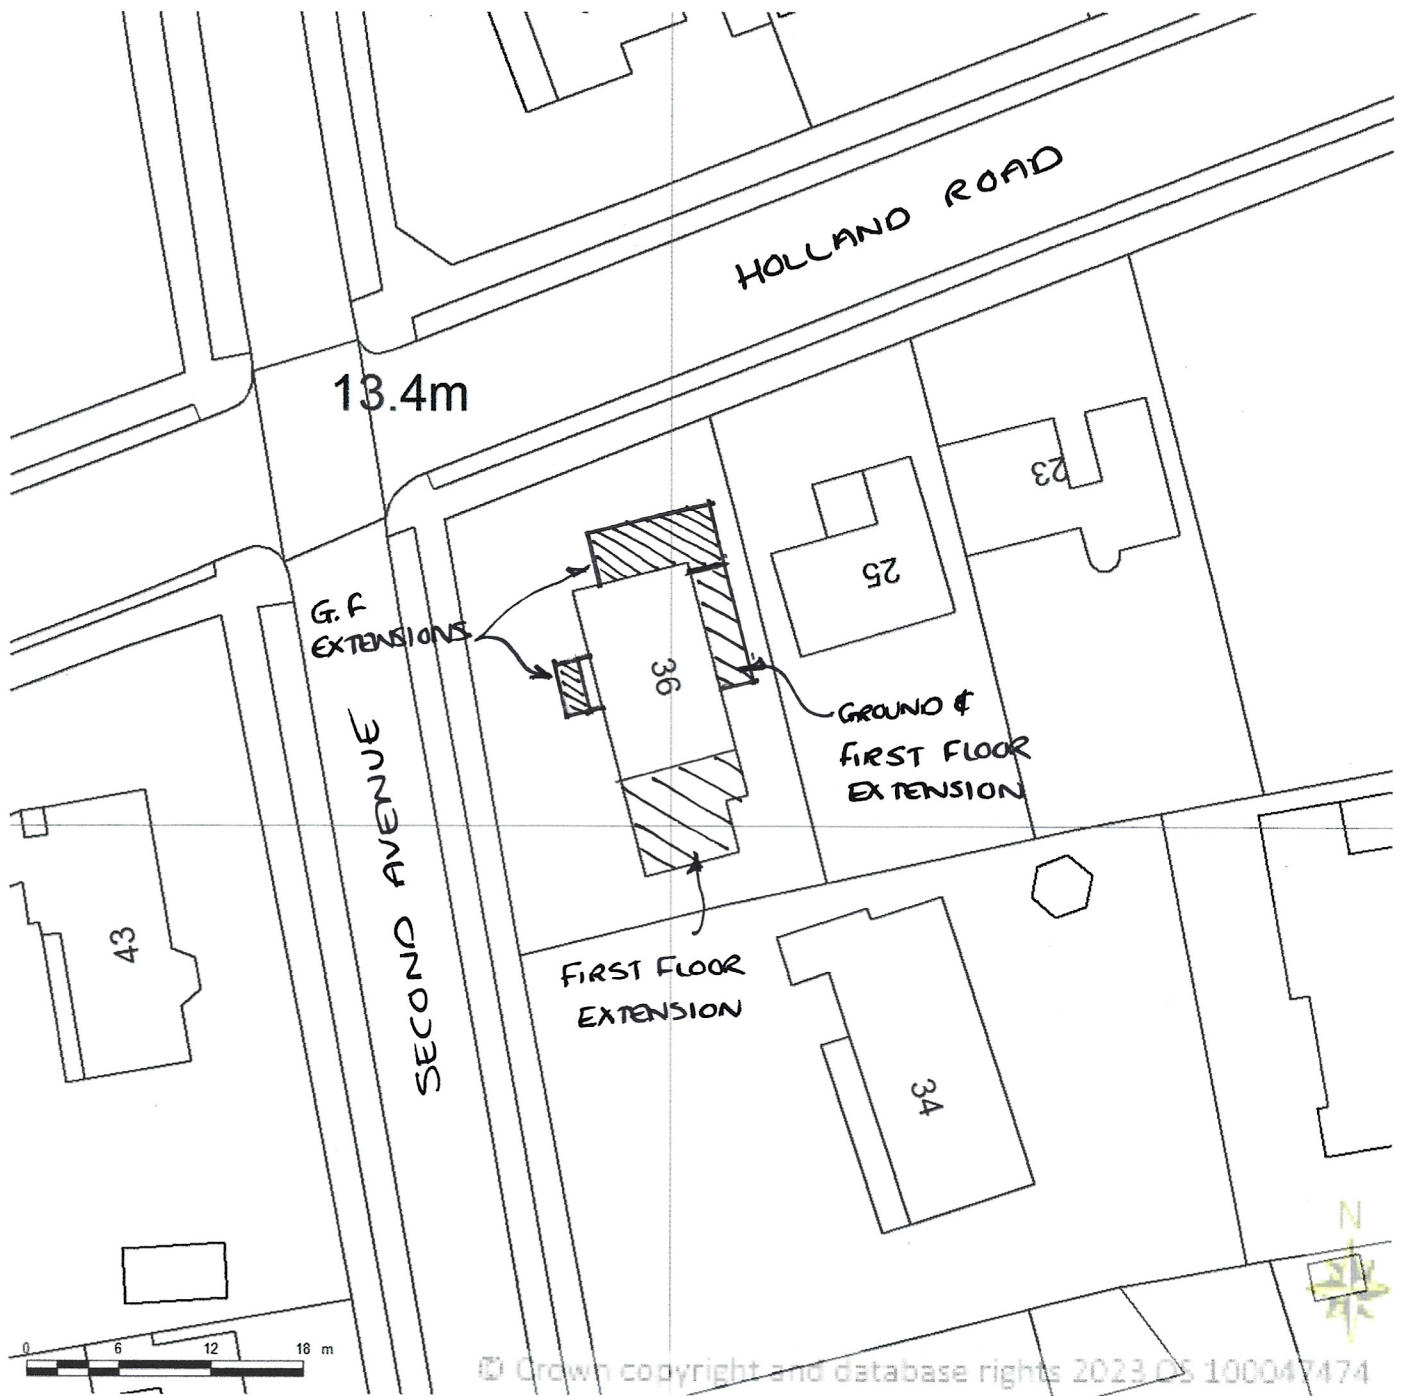 HOLLAND ROAD
13.4m
23
25
G.F
EXTENSIONS
36
GROUND &
FIRST FLOOR
EXTENSION
SECOND AVENUE
43
FIRST FLOOR
EXTENSION
34
N
0 6 12 18 m
© Crown copyright and database rights 2023 OS 100047474